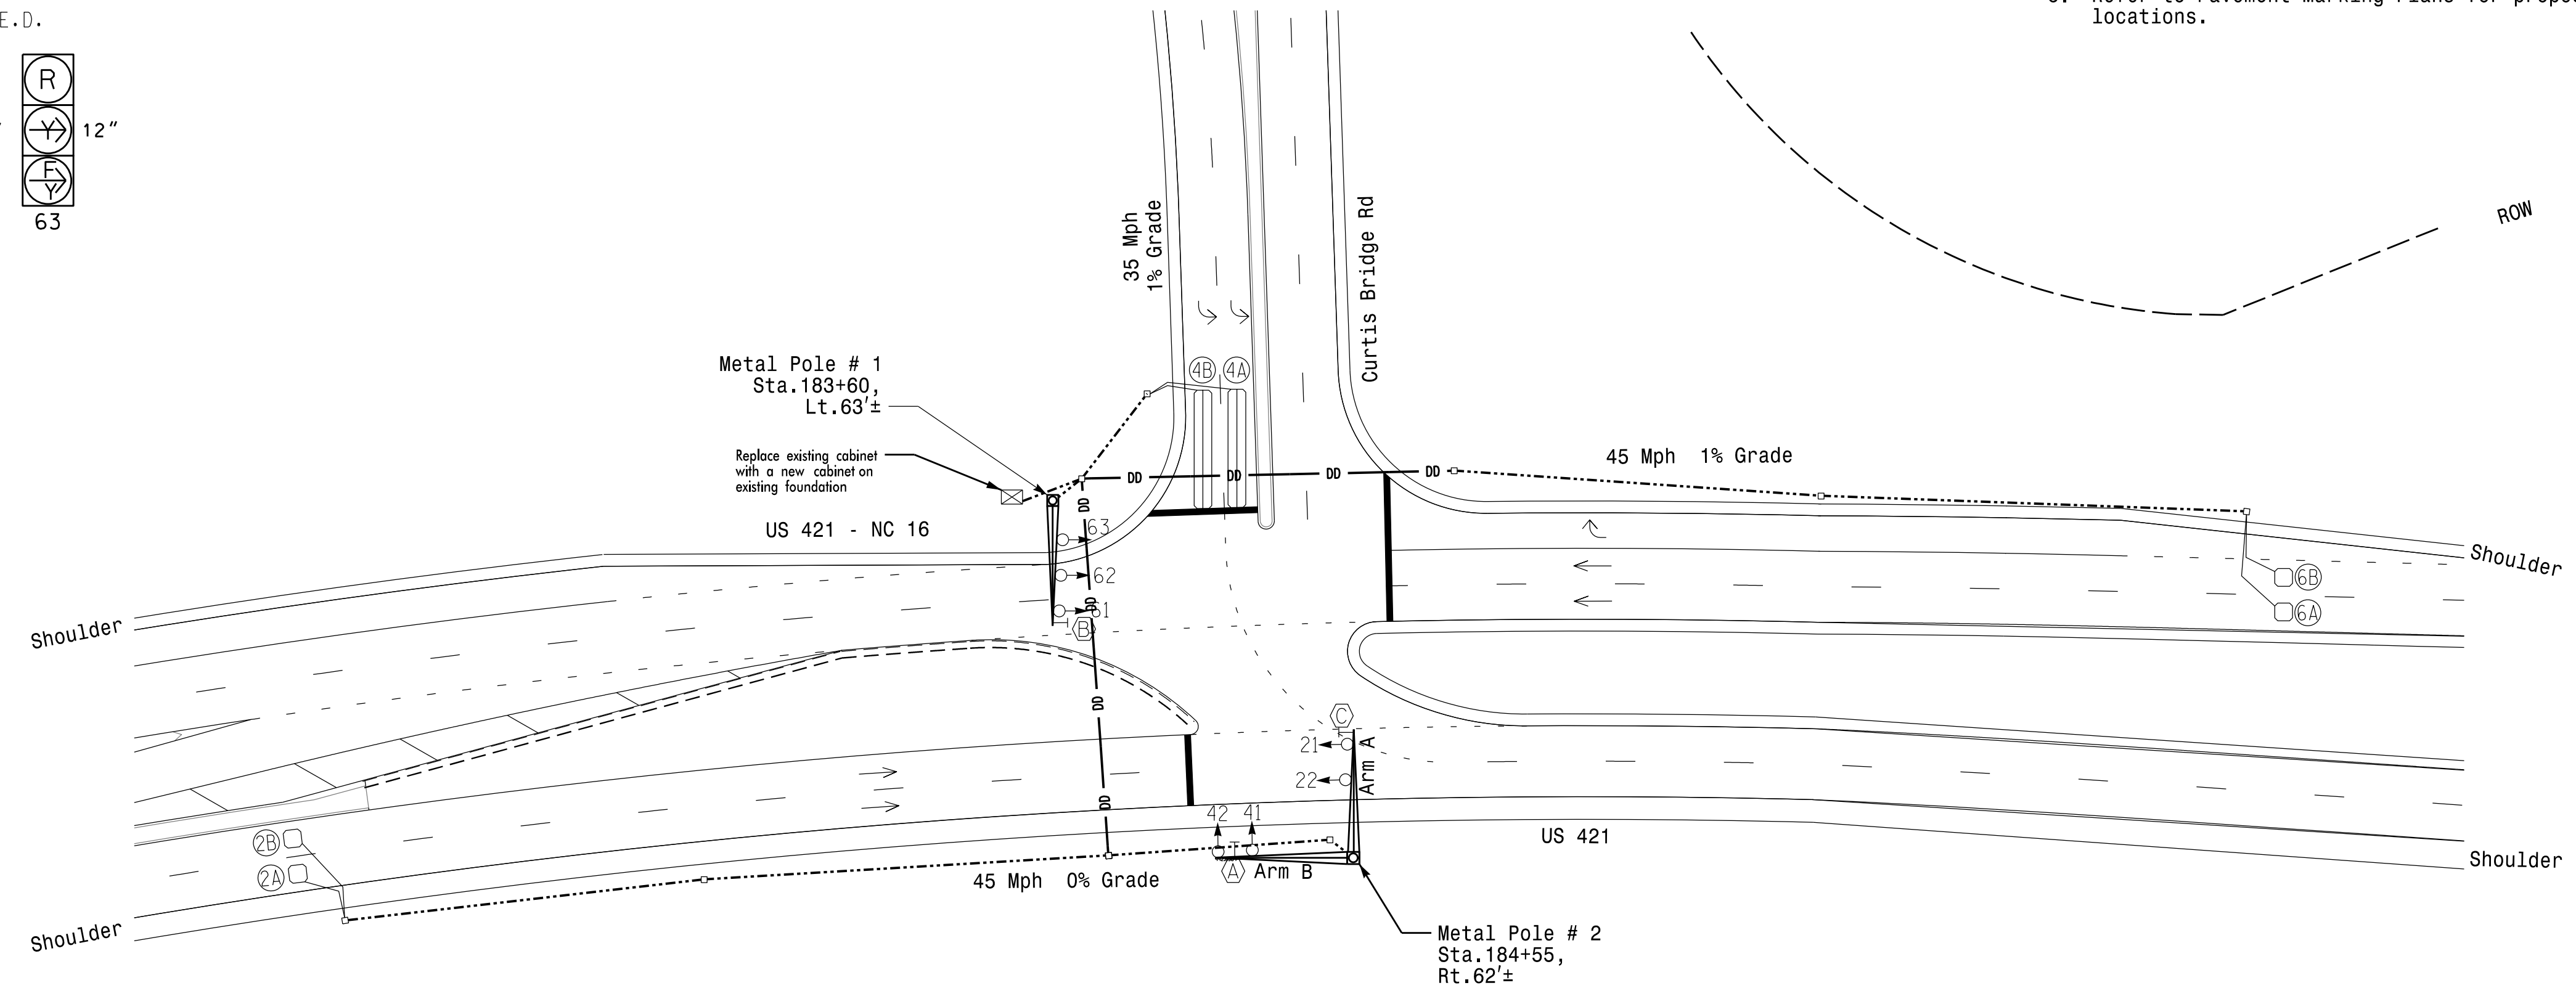 E.D.
locations.
R
Y
12"
F
Y
63
ROW
35 Mph
1% Grade
Curtis Bridge Rd
Metal Pole # 1
Sta.183+60,
Lt.63'±
4B
4A
Replace existing cabinet
with a new cabinet on
existing foundation
45 Mph 1% Grade
DD
DD
DD
DD
DD
US 421 - NC 16
63
62
DD
61
B
6B
6A
Shoulder
Shoulder
DD
C
21
Arm A
22
DD
42
41
2B
2A
US 421
A
Arm B
45 Mph 0% Grade
Shoulder
Shoulder
Metal Pole # 2
Sta.184+55,
Rt.62'±